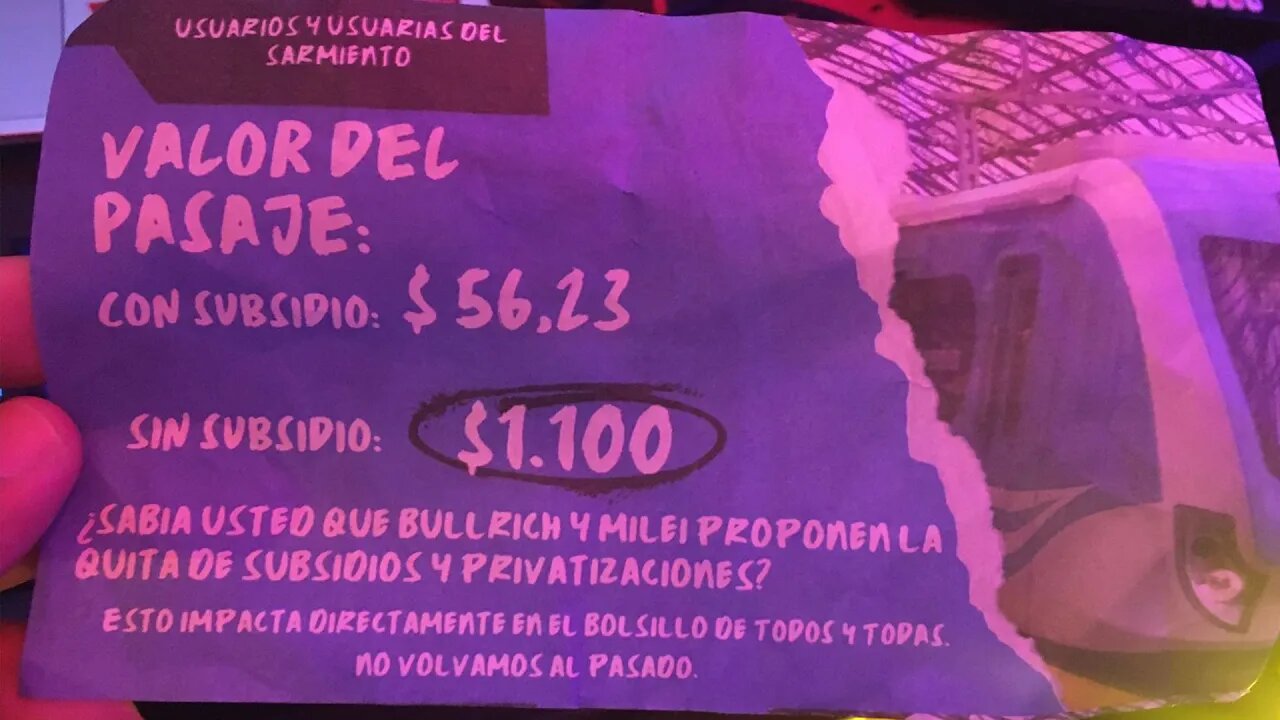 USUARIOS Y USUARIAS DEL
SARMIENTO
VALOR DEL
PASAJE:
CON SUBSIDIO: $56,23
SIN SUBSIDIO: $1.100
¿SABIA USTED QUE BULLRICH Y MILEI PROPONEN LA
QUITA DE SUBSIDIOS Y PRIVATIZACIONES?
ESTO IMPACTA DIRECTAMENTE EN EL BOLSILLO DE TODOS Y TODAS.
NO VOLVAMOS AL PASADO.